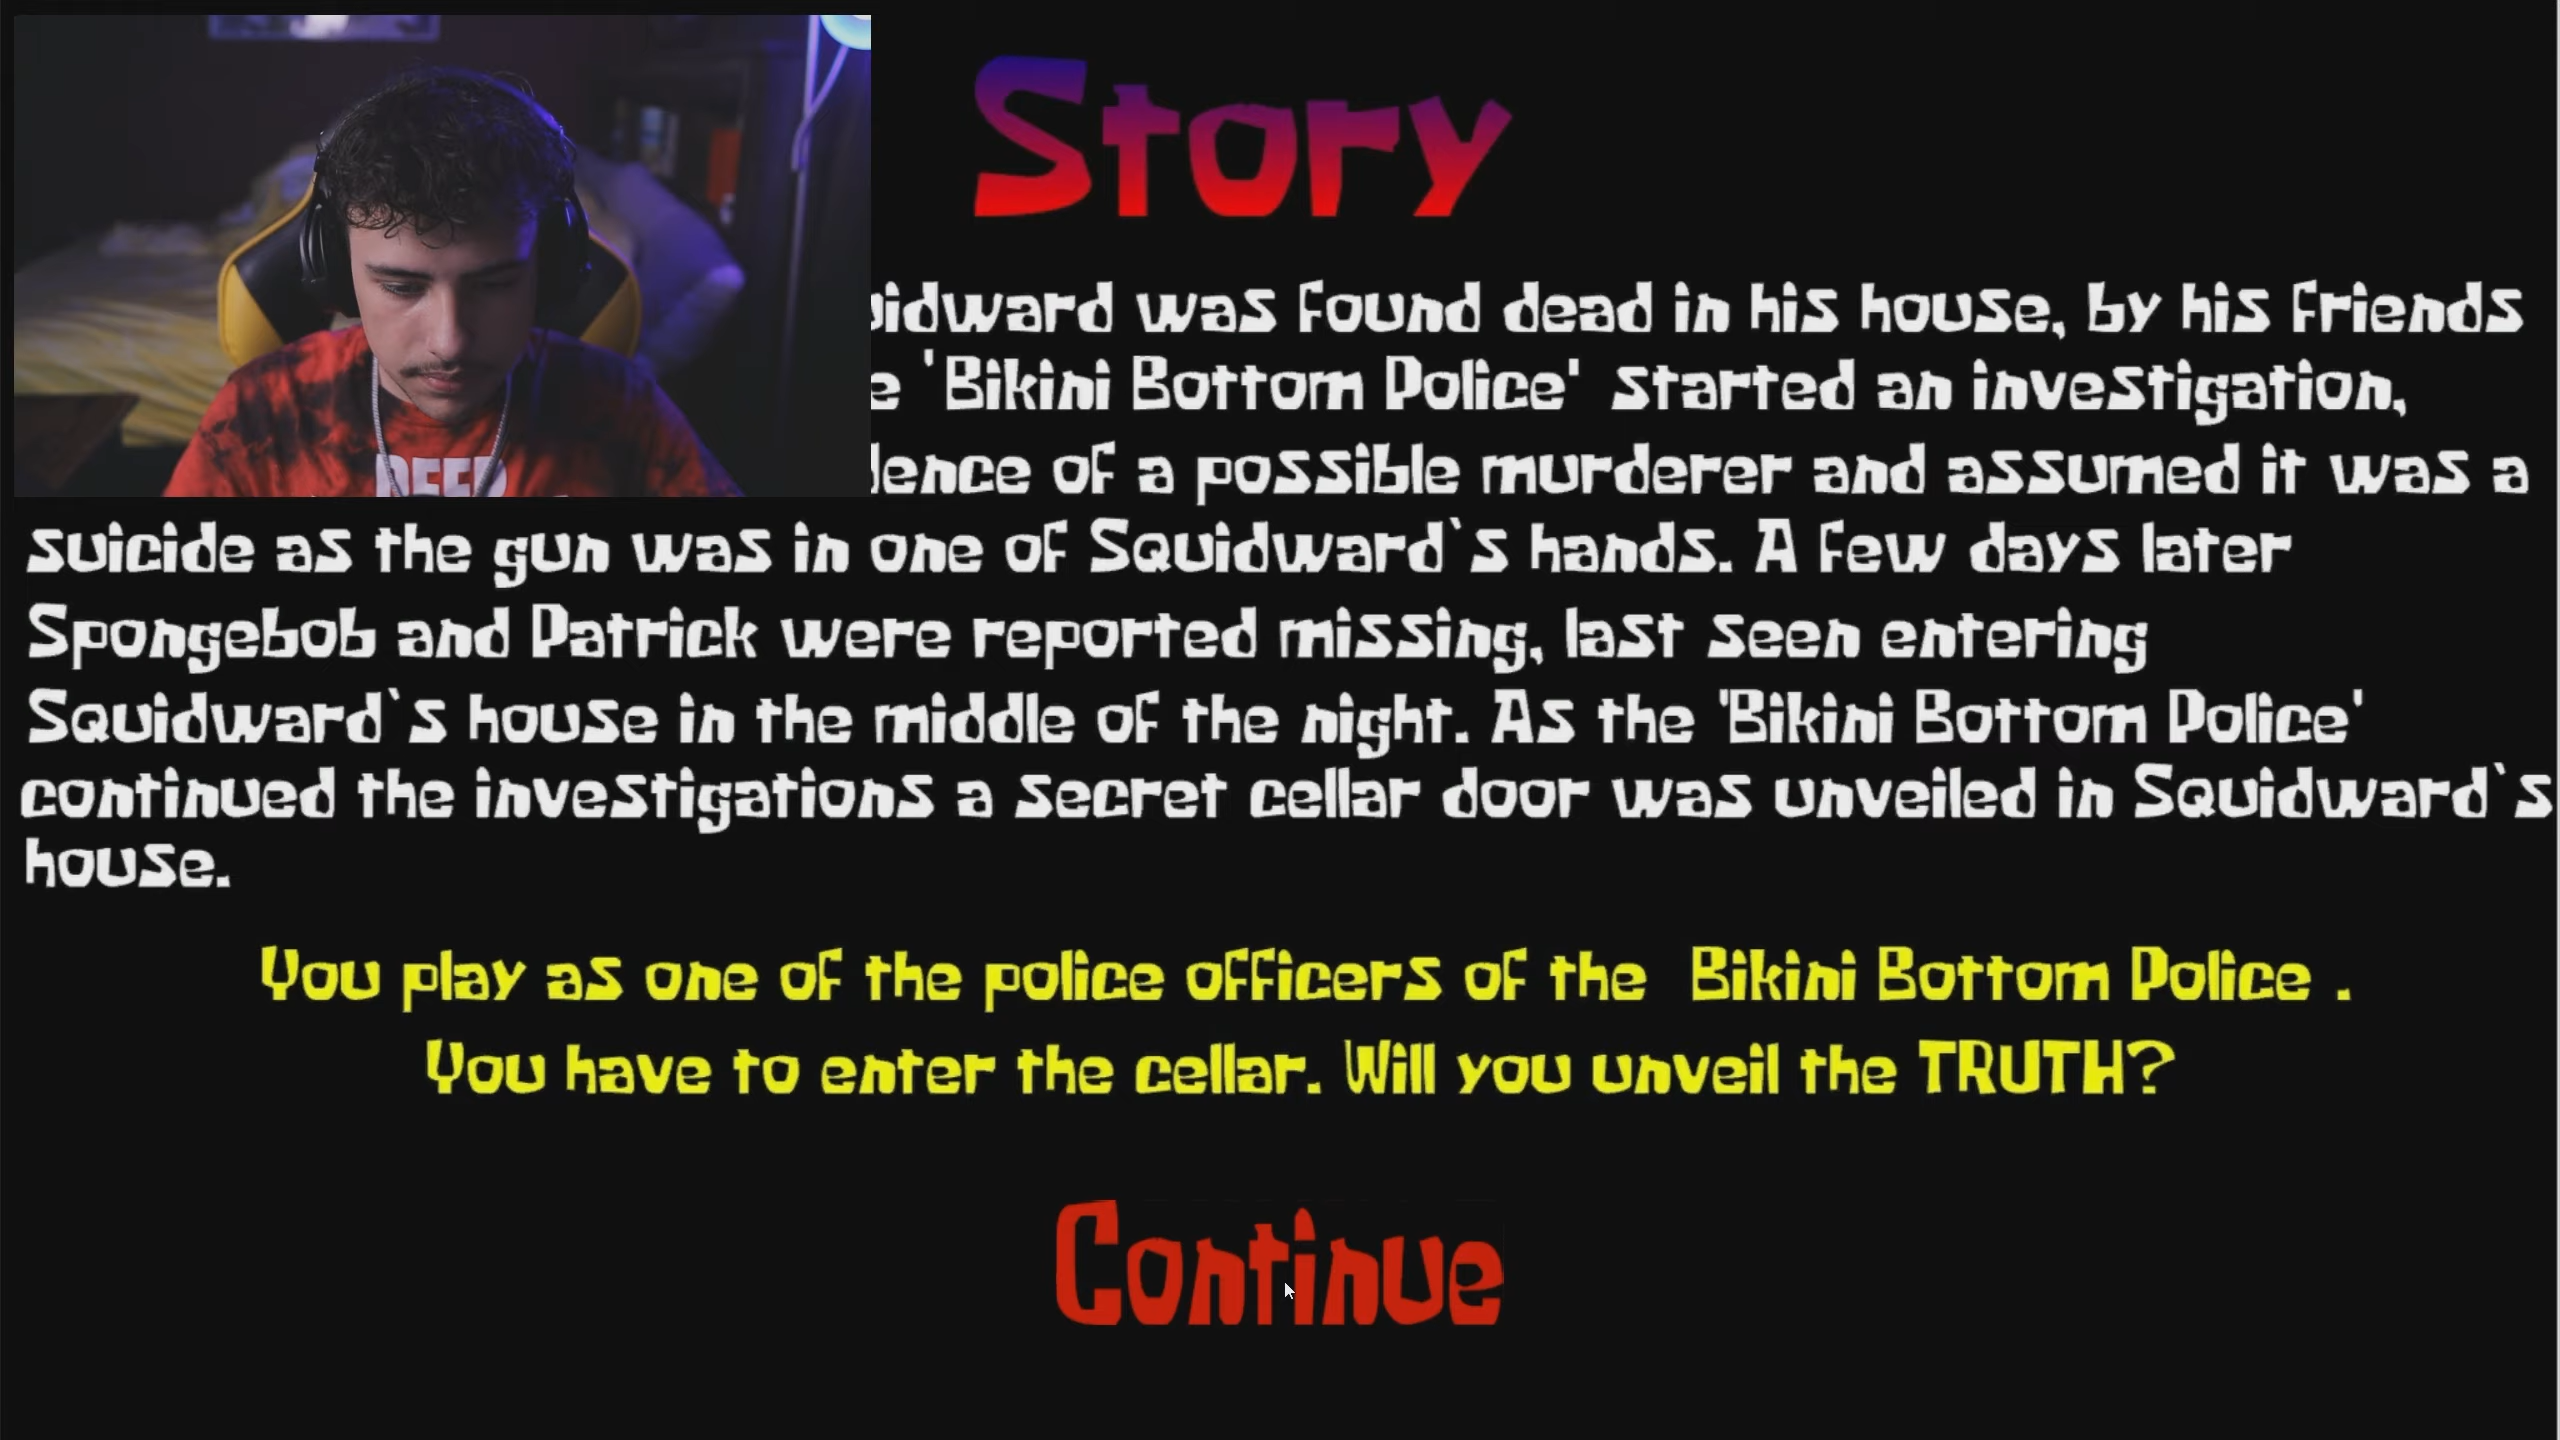 Story
was found dead in his house, by his friends
'Bikini Bottom Police' started an investigation,
of a possible murderer and assumed it was a
suicide as the gun was in one of Squidward`s hands. A few days later
Spongebob and Patrick were reported missing, last seen entering
Squidward`s house in the middle of the night. As the 'Bikini Bottom Police'
continued the investigations a secret cellar door was unveiled in Squidward`s
house.
You play as one of the police officers of the Bikini Bottom Police .
You have to enter the cellar. Will you unveil the TRUTH?
Continue